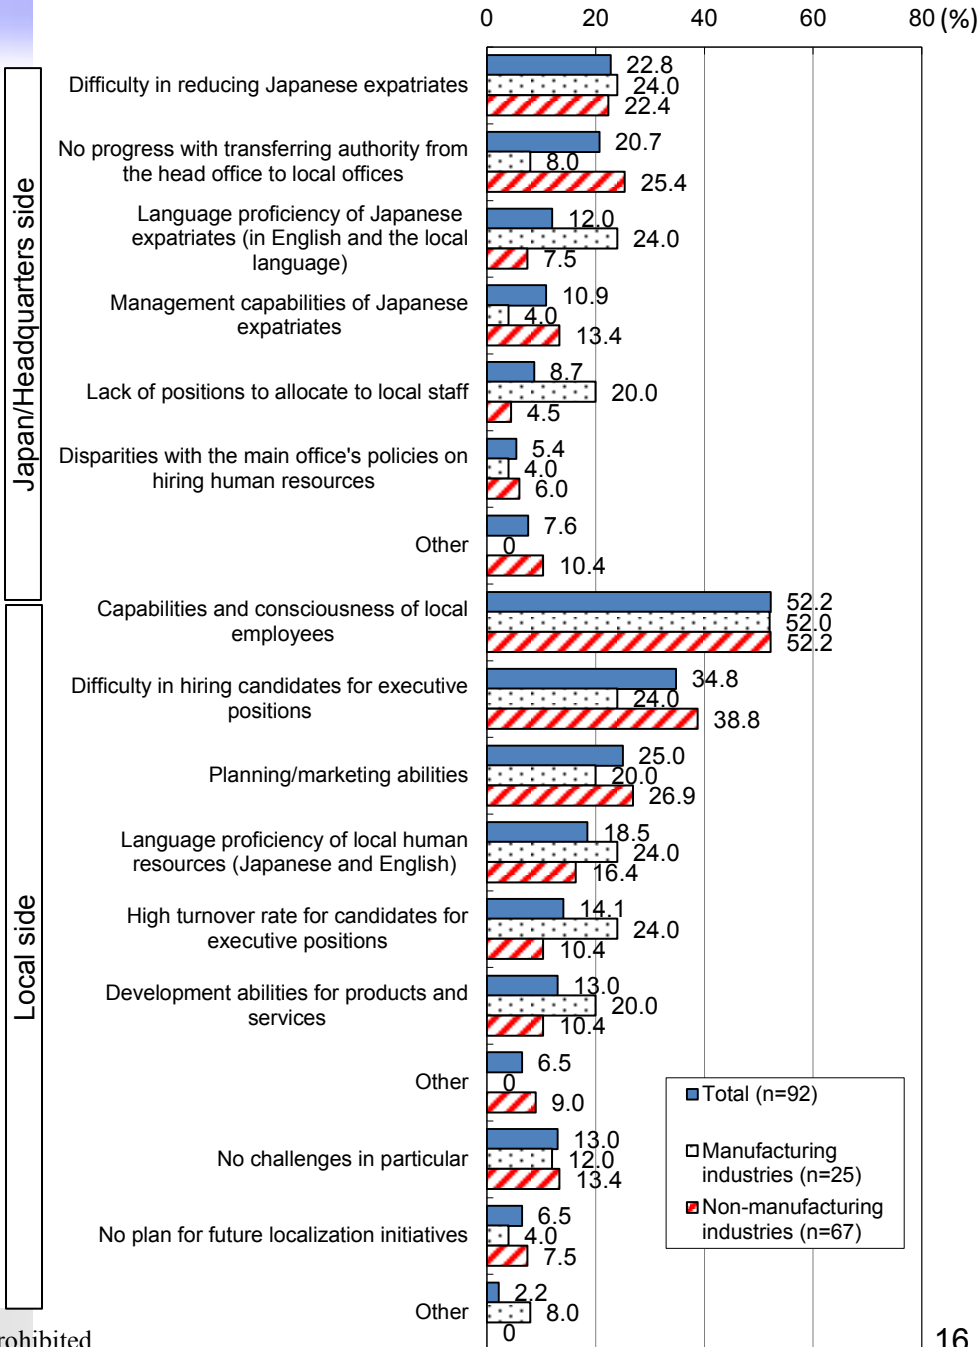 0 20 40 60 80 (%)
Japan/Headquarters side
Difficulty in reducing Japanese expatriates
22.8
24.0
22.4
No progress with transferring authority from
the head office to local offices
20.7
8.0
25.4
Language proficiency of Japanese
expatriates (in English and the local
language)
12.0
24.0
7.5
Management capabilities of Japanese
expatriates
10.9
4.0
13.4
Lack of positions to allocate to local staff
8.7
20.0
4.5
Disparities with the main office's policies on
hiring human resources
5.4
4.0
6.0
Other
7.6
0
10.4
Local side
Capabilities and consciousness of local
employees
52.2
52.0
52.2
Difficulty in hiring candidates for executive
positions
34.8
24.0
38.8
Planning/marketing abilities
25.0
20.0
26.9
Language proficiency of local human
resources (Japanese and English)
18.5
24.0
16.4
High turnover rate for candidates for
executive positions
14.1
24.0
10.4
Development abilities for products and
services
13.0
20.0
10.4
Other
6.5
0
9.0
No challenges in particular
13.0
12.0
13.4
No plan for future localization initiatives
6.5
4.0
7.5
Other
2.2
8.0
0
Total (n=92)
Manufacturing
industries (n=25)
Non-manufacturing
industries (n=67)
rohibited
16